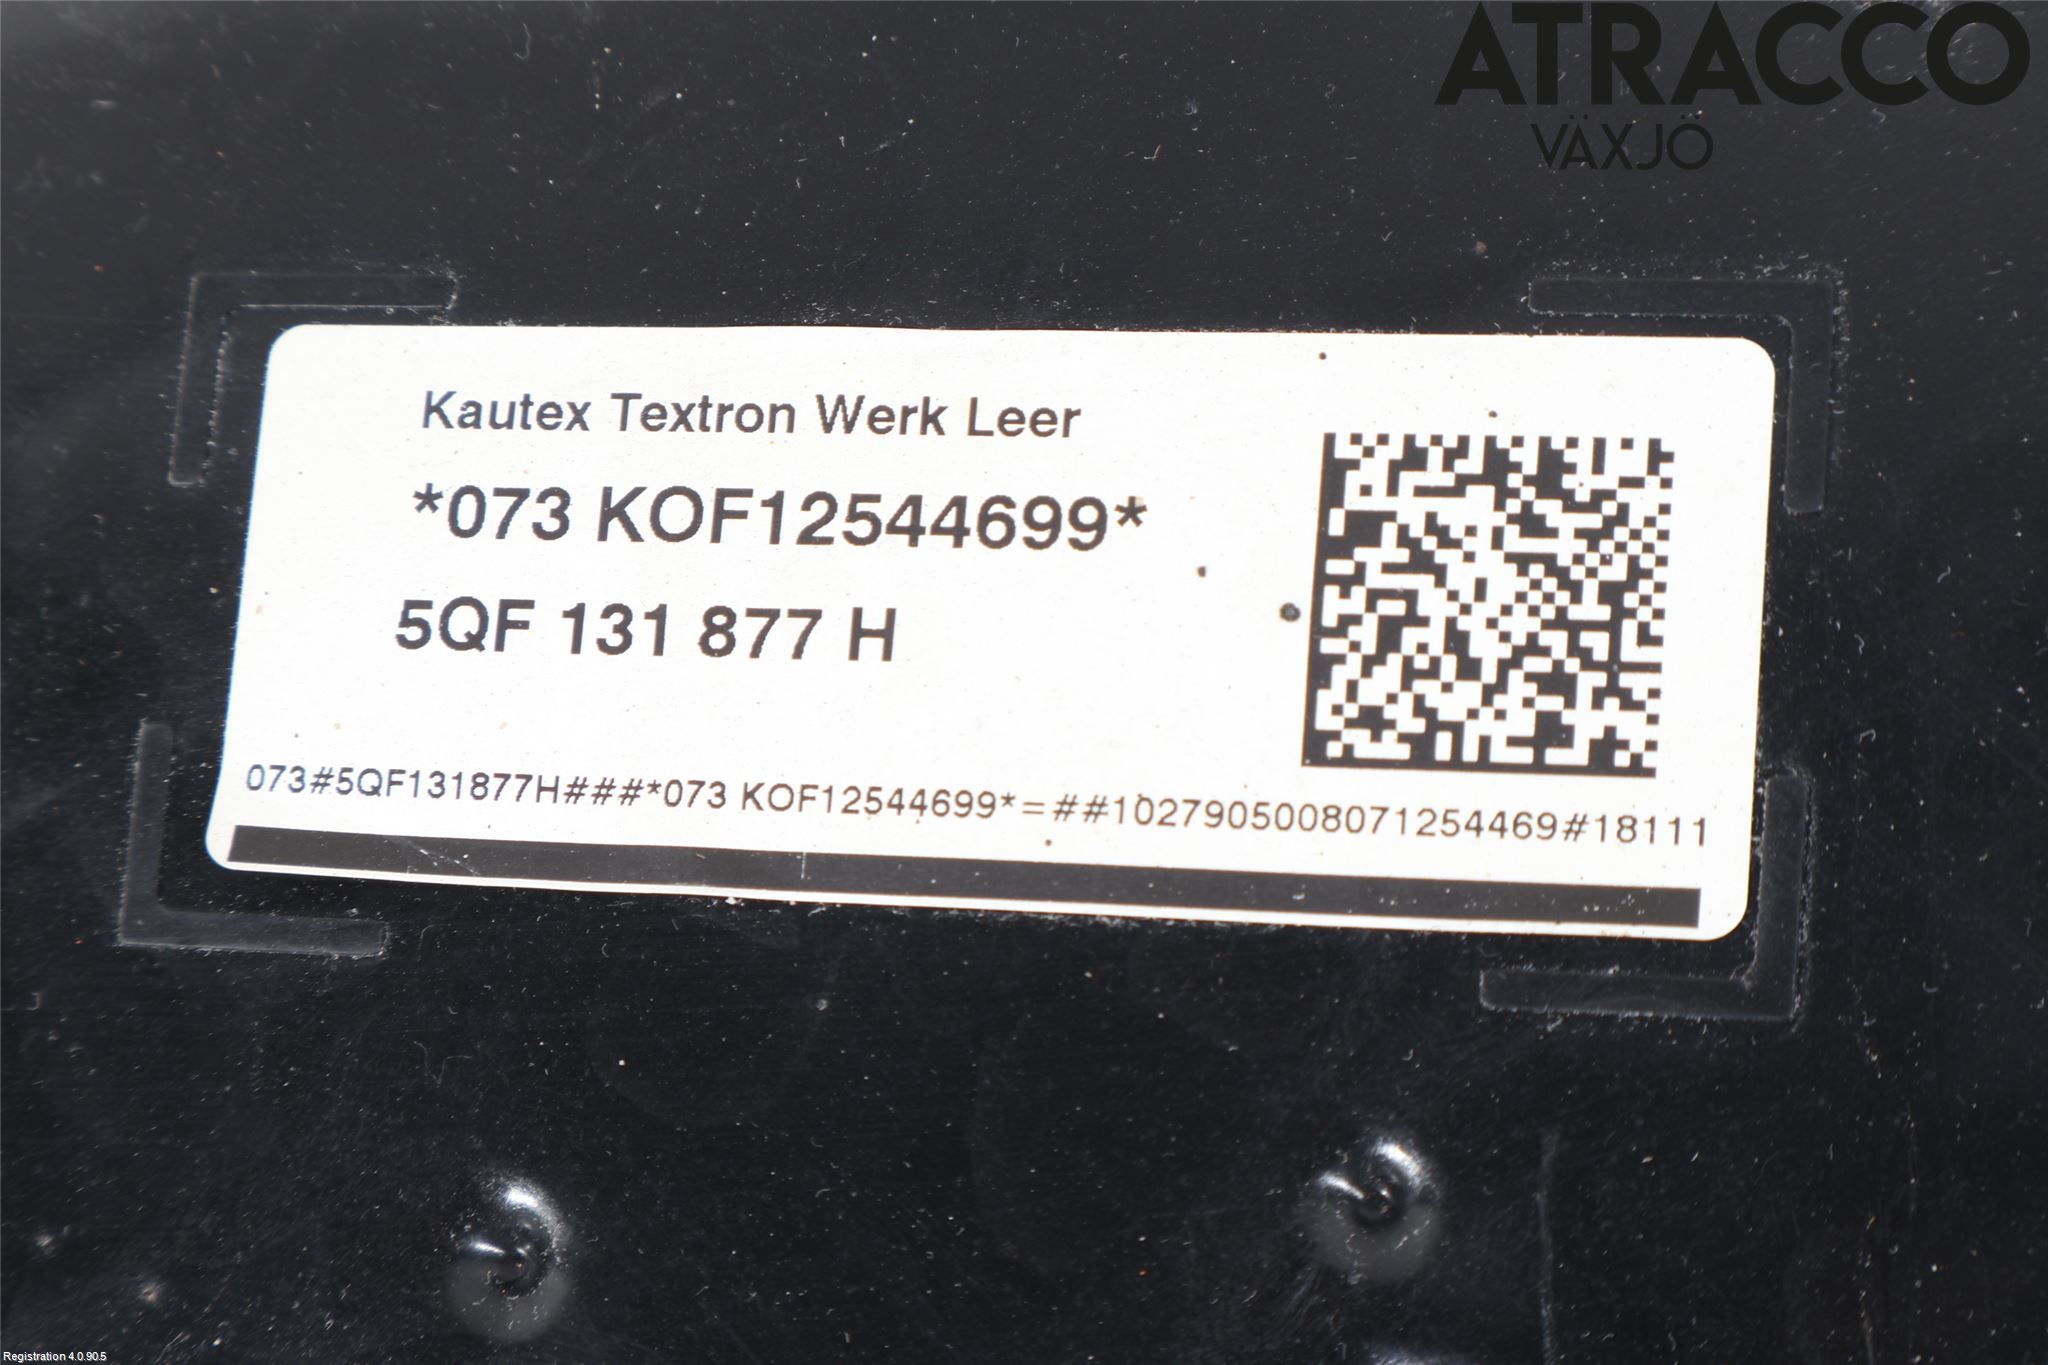 ATRACCO
VÄXJÖ
Kautex Textron Werk Leer
*073 KOF12544699*
5QF 131 877 H
073#5QF131877H###*073 KOF12544699*=##1027905008071254469#18111
Registration 4.0.90.5